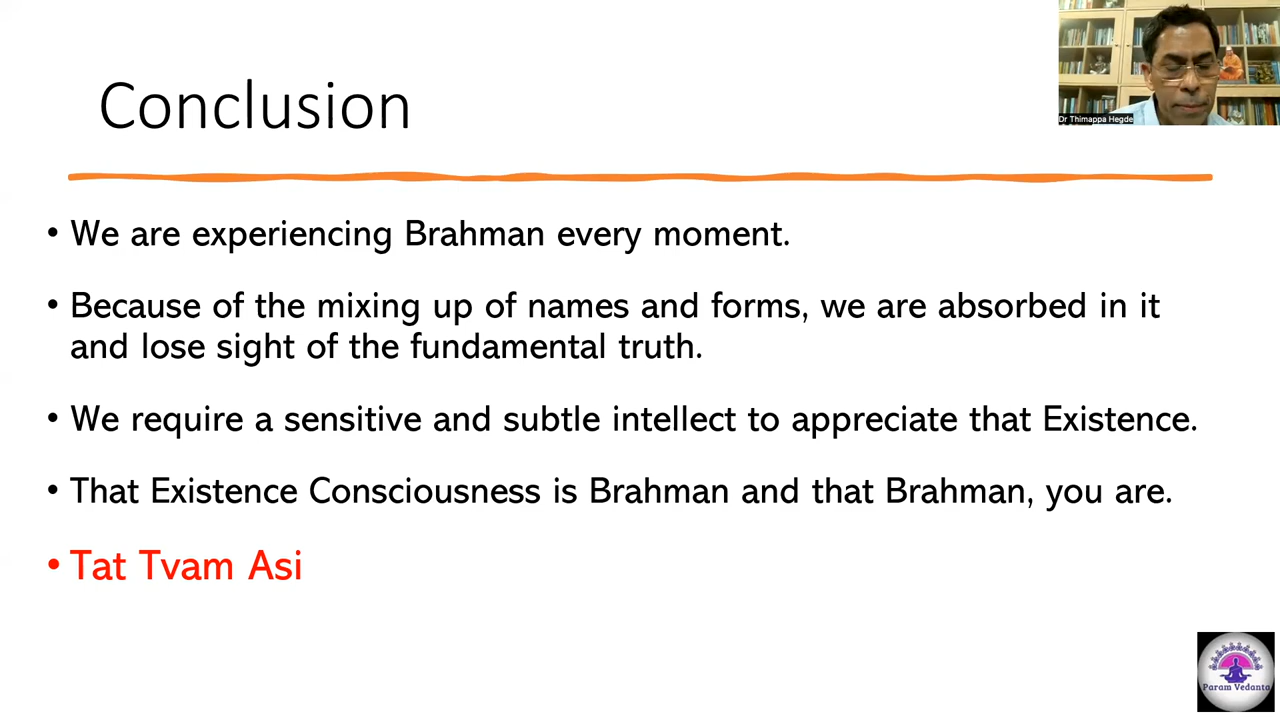 Conclusion
Dr Thimappa Hegde
• We are experiencing Brahman every moment.
• Because of the mixing up of names and forms, we are absorbed in it
and lose sight of the fundamental truth.
• We require a sensitive and subtle intellect to appreciate that Existence.
• That Existence Consciousness is Brahman and that Brahman, you are.
• Tat Tvam Asi
Param Vedanta